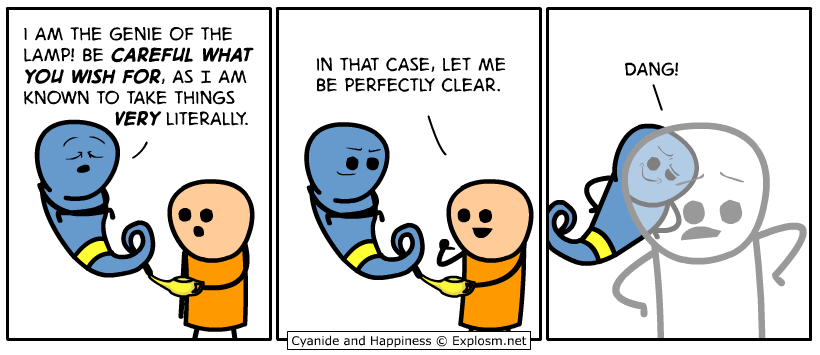 I AM THE GENIE OF THE
LAMP! BE CAREFUL WHAT
YOU WISH FOR, AS I AM
KNOWN TO TAKE THINGS
VERY LITERALLY.
IN THAT CASE, LET ME
BE PERFECTLY CLEAR.
DANG!
Cyanide and Happiness © Explosm.net